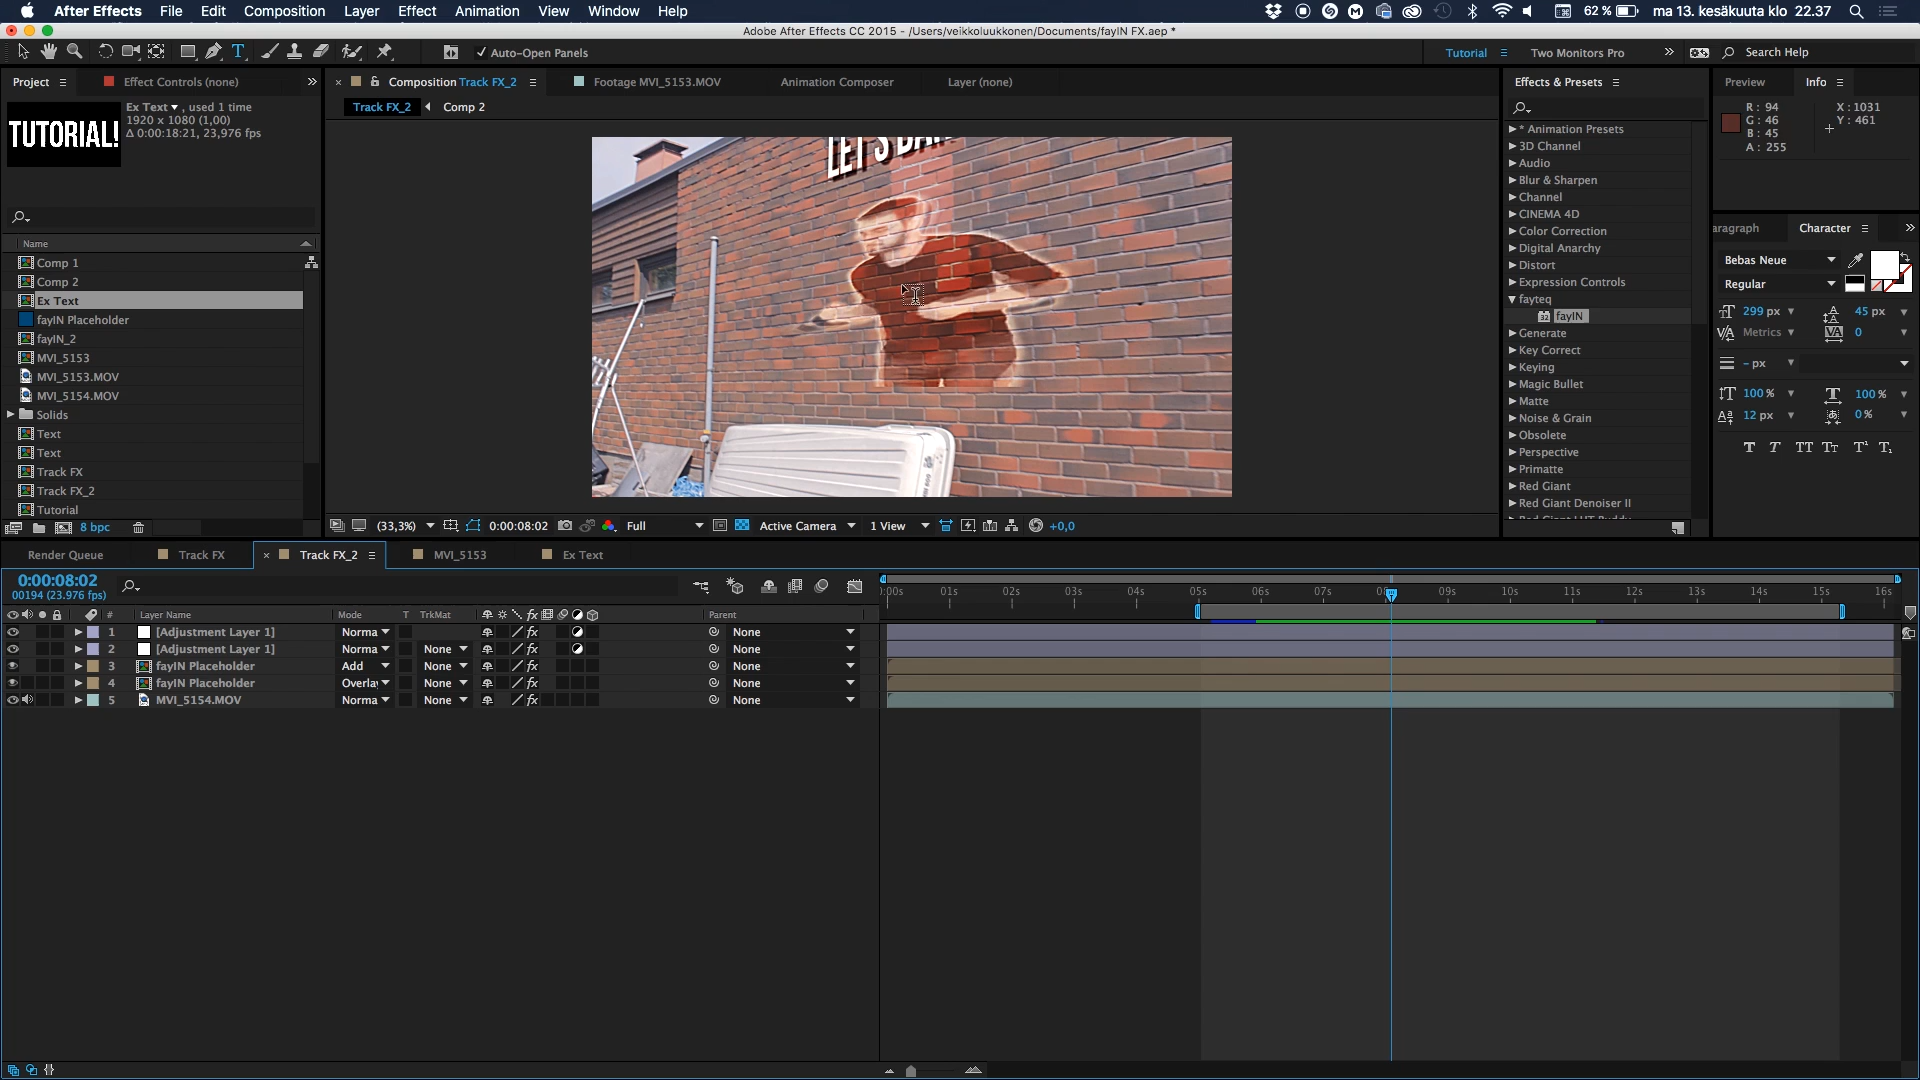 After Effects File Edit Composition Layer Effect Animation View Window Help
62 % ma 13. kesäkuuta klo 22.37
Adobe After Effects CC 2015 - /Users/veikkoluukkonen/Documents/fayIN FX.aep *
Auto-Open Panels
Tutorial Two Monitors Pro Search Help
Project Effect Controls (none)
Composition Track FX_2 Footage MVI_5153.MOV Animation Composer Layer (none)
Effects & Presets Preview Info
Track FX_2 Comp 2
TUTORIAL!
Ex Text , used 1 time
1920 x 1080 (1,00)
Δ 0:00:18:21, 23,976 fps
R : 94
G : 46
B : 45
A : 255
X : 1031
Y : 461
Name
Comp 1
Comp 2
Ex Text
fayIN Placeholder
fayIN_2
MVI_5153
MVI_5153.MOV
MVI_5154.MOV
Solids
Text
Text
Track FX
Track FX_2
Tutorial
8 bpc
* Animation Presets
3D Channel
Audio
Blur & Sharpen
Channel
CINEMA 4D
Color Correction
Digital Anarchy
Distort
Expression Controls
fayteq
fayIN
Generate
Key Correct
Keying
Magic Bullet
Matte
Noise & Grain
Obsolete
Perspective
Primatte
Red Giant
Red Giant Denoiser II
aragraph Character
Bebas Neue
Regular
299 px 45 px
Metrics 0
- px
100 % 100 %
12 px 0 %
(33,3%) 0:00:08:02 Full Active Camera 1 View +0,0
Render Queue Track FX Track FX_2 MVI_5153 Ex Text
0:00:08:02
00194 (23.976 fps)
:00s 01s 02s 03s 04s 05s 06s 07s 09s 10s 11s 12s 13s 14s 15s 16s
# Layer Name Mode T TrkMat Parent
1 [Adjustment Layer 1] Norma None
2 [Adjustment Layer 1] Norma None None
3 fayIN Placeholder Add None None
4 fayIN Placeholder Overlay None None
5 MVI_5154.MOV Norma None None